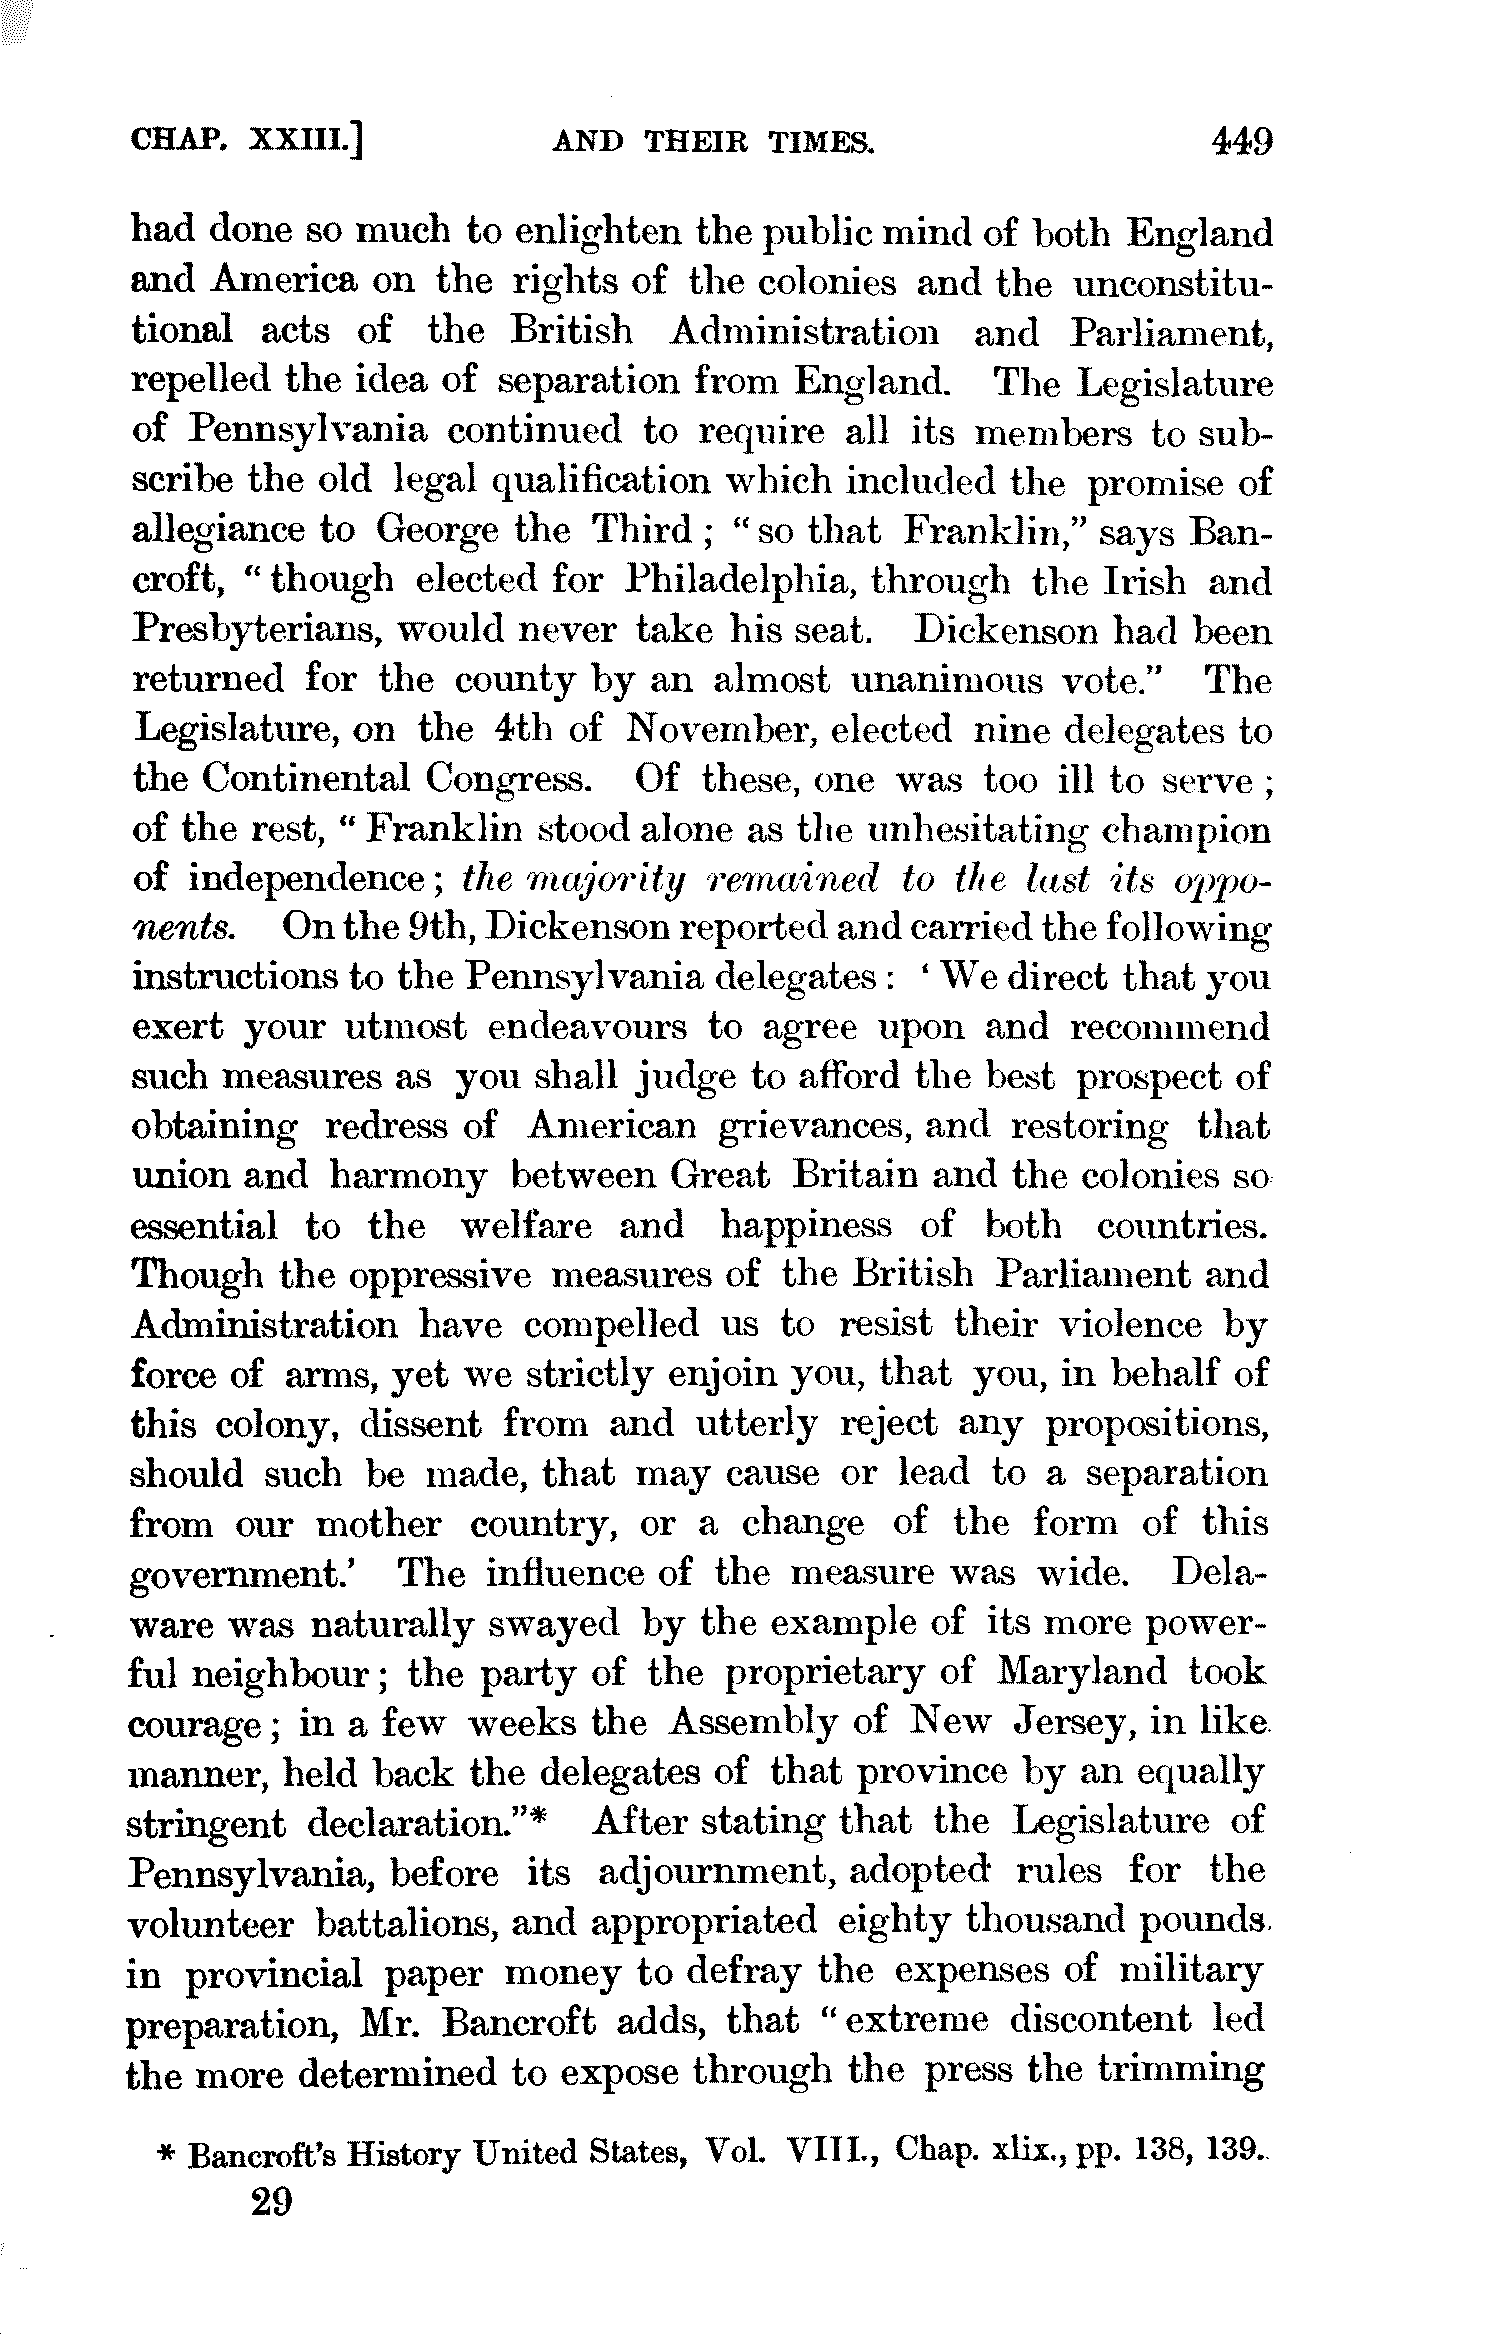 CHAP. XXIII.] AND THEIR TIMES. 449
had done so much to enlighten the public mind of both England
and America on the rights of the colonies and the unconstitu-
tional acts of the British Administration and Parliament,
repelled the idea of separation from England. The Legislature
of Pennsylvania continued to require all its members to sub-
scribe the old legal qualification which included the promise of
allegiance to George the Third ; " so that Franklin," says Ban-
croft, " though elected for Philadelphia, through the Irish and
Presbyterians, would never take his seat. Dickenson had been
returned for the county by an almost unanimous vote." The
Legislature, on the 4th of November, elected nine delegates to
the Continental Congress. Of these, one was too ill to serve ;
of the rest, " Franklin stood alone as the unhesitating champion
of independence ; the majority remained to the last its oppo-
nents. On the 9th, Dickenson reported and carried the following
instructions to the Pennsylvania delegates : ' We direct that you
exert your utmost endeavours to agree upon and recommend
such measures as you shall judge to afford the best prospect of
obtaining redress of American grievances, and restoring that
union and harmony between Great Britain and the colonies so
essential to the welfare and happiness of both countries.
Though the oppressive measures of the British Parliament and
Administration have compelled us to resist their violence by
force of arms, yet we strictly enjoin you, that you, in behalf of
this colony, dissent from and utterly reject any propositions,
should such be made, that may cause or lead to a separation
from our mother country, or a change of the form of this
government.' The influence of the measure was wide. Dela-
ware was naturally swayed by the example of its more power-
ful neighbour ; the party of the proprietary of Maryland took
courage ; in a few weeks the Assembly of New Jersey, in like
manner, held back the delegates of that province by an equally
stringent declaration."* After stating that the Legislature of
Pennsylvania, before its adjournment, adopted rules for the
volunteer battalions, and appropriated eighty thousand pounds
in provincial paper money to defray the expenses of military
preparation, Mr. Bancroft adds, that " extreme discontent led
the more determined to expose through the press the trimming
* Bancroft's History United States, Vol. VIII., Chap. xlix., pp. 138, 139.
29